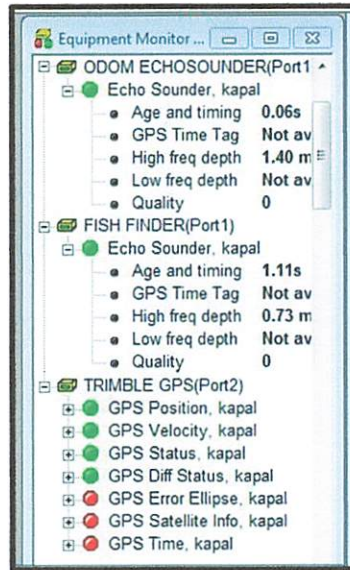 Equipment Monitor ...
ODOM ECHOSOUNDER(Port1
Echo Sounder, kapal
Age and timing 0.06s
GPS Time Tag Not av
High freq depth 1.40 m
Low freq depth Not av
Quality 0
FISH FINDER(Port1)
Echo Sounder, kapal
Age and timing 1.11s
GPS Time Tag Not av
High freq depth 0.73 m
Low freq depth Not av
Quality 0
TRIMBLE GPS(Port2)
GPS Position, kapal
GPS Velocity, kapal
GPS Status, kapal
GPS Diff Status, kapal
GPS Error Ellipse, kapal
GPS Satellite Info, kapal
GPS Time, kapal